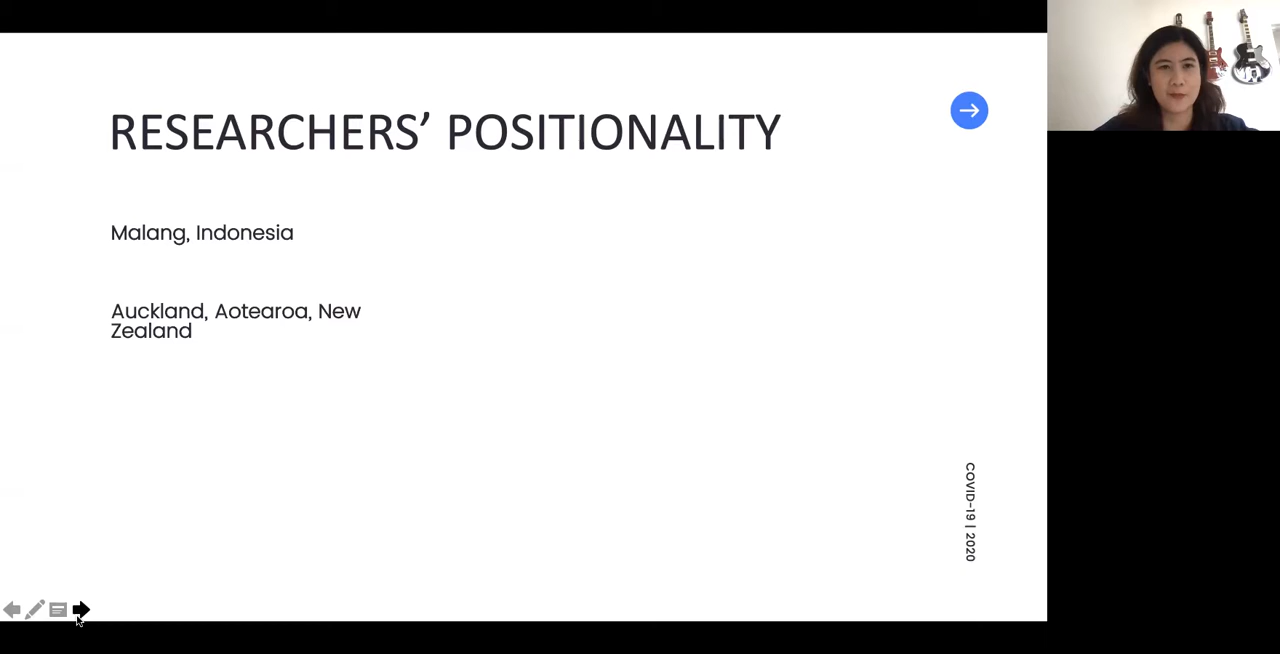 RESEARCHERS’ POSITIONALITY
Malang, Indonesia
Auckland, Aotearoa, New
Zealand
COVID-19 | 2020